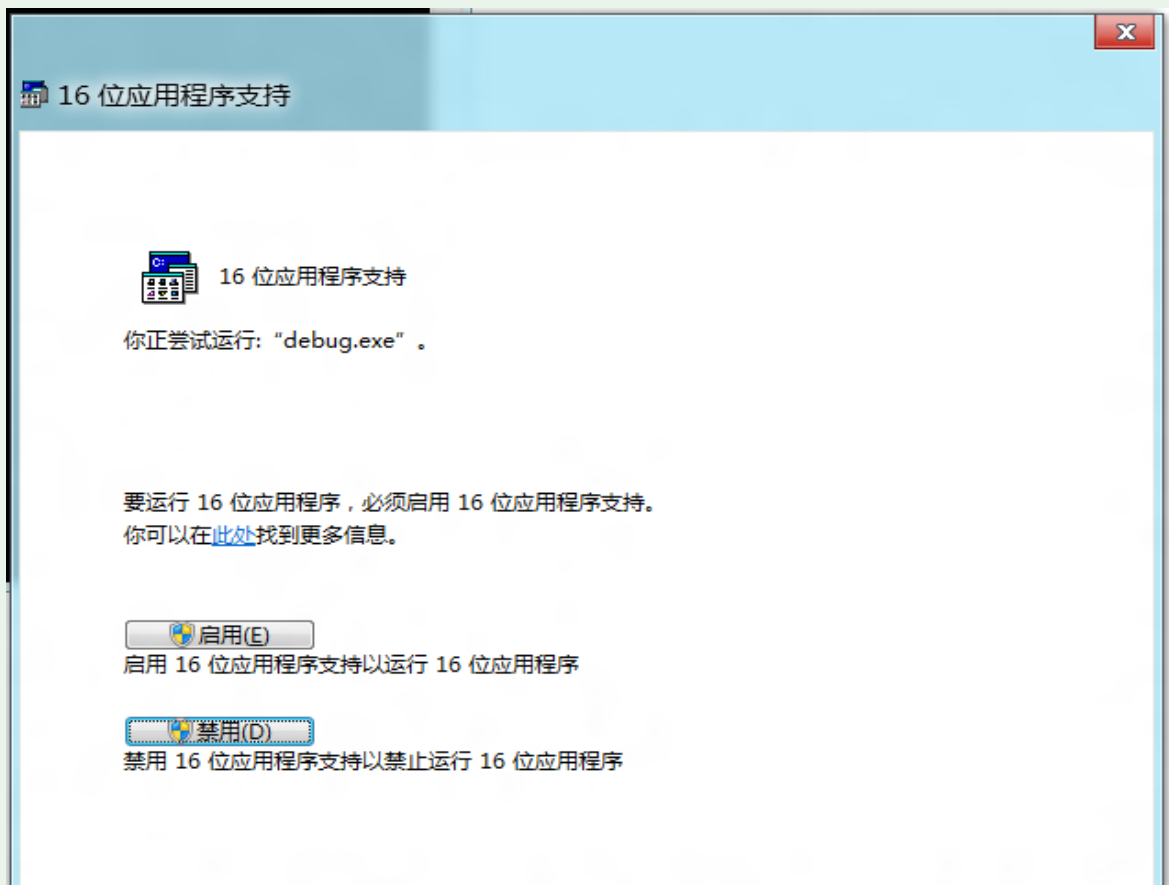 16 位应用程序支持
16 位应用程序支持
你正尝试运行:“debug.exe”。
要运行 16 位应用程序，必须启用 16 位应用程序支持。
你可以在此处找到更多信息。
启用(E)
启用 16 位应用程序支持以运行 16 位应用程序
禁用(D)
禁用 16 位应用程序支持以禁止运行 16 位应用程序